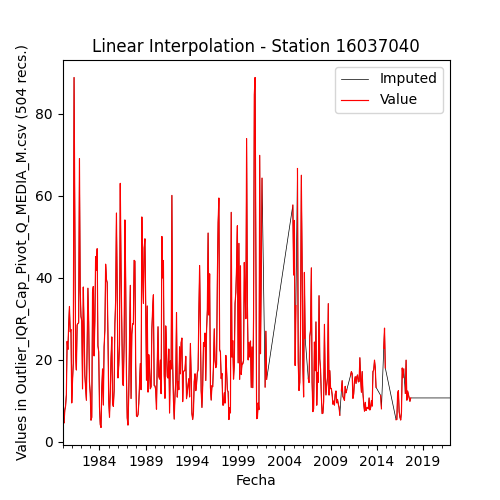 Linear Interpolation - Station 16037040
Values in Outlier_IQR_Cap_Pivot_Q_MEDIA_M.csv (504 recs.)
Imputed
Value
80
60
40
20
0
1984 1989 1994 1999 2004 2009 2014 2019
Fecha